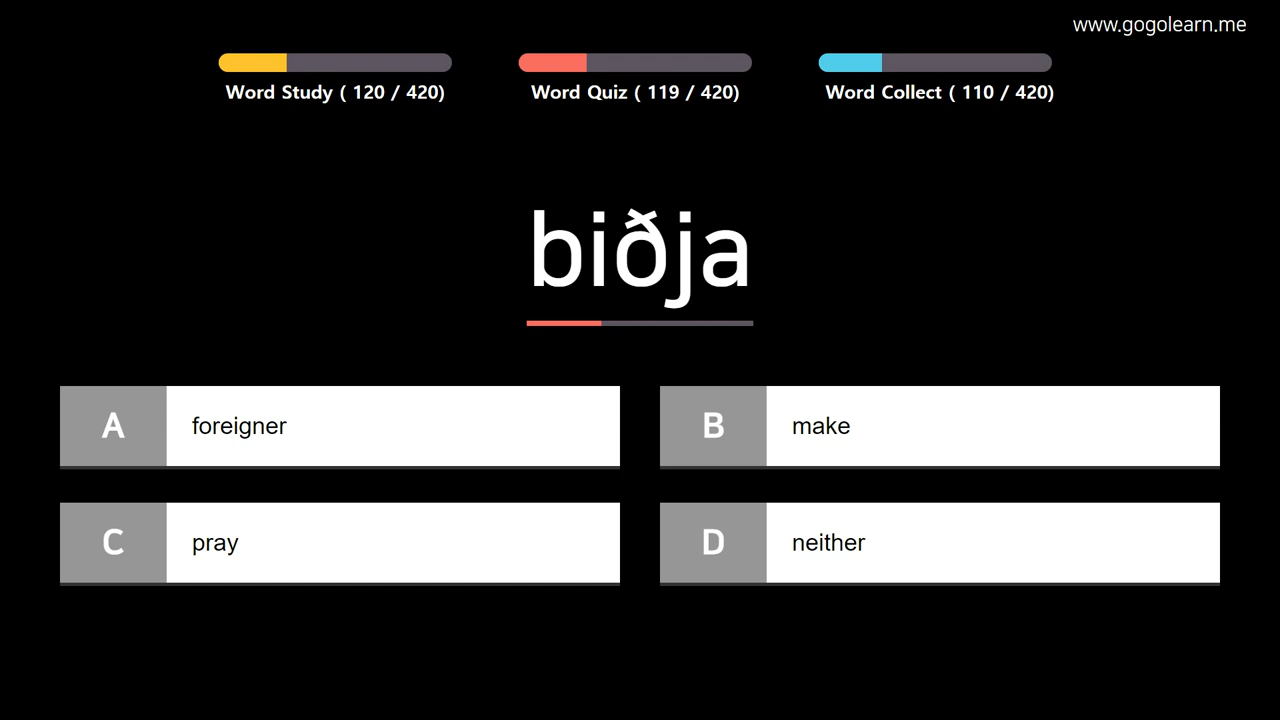 www.gogolearn.me
Word Study ( 120 / 420)
Word Quiz ( 119 / 420)
Word Collect ( 110 / 420)
biðja
A foreigner
B make
C pray
D neither